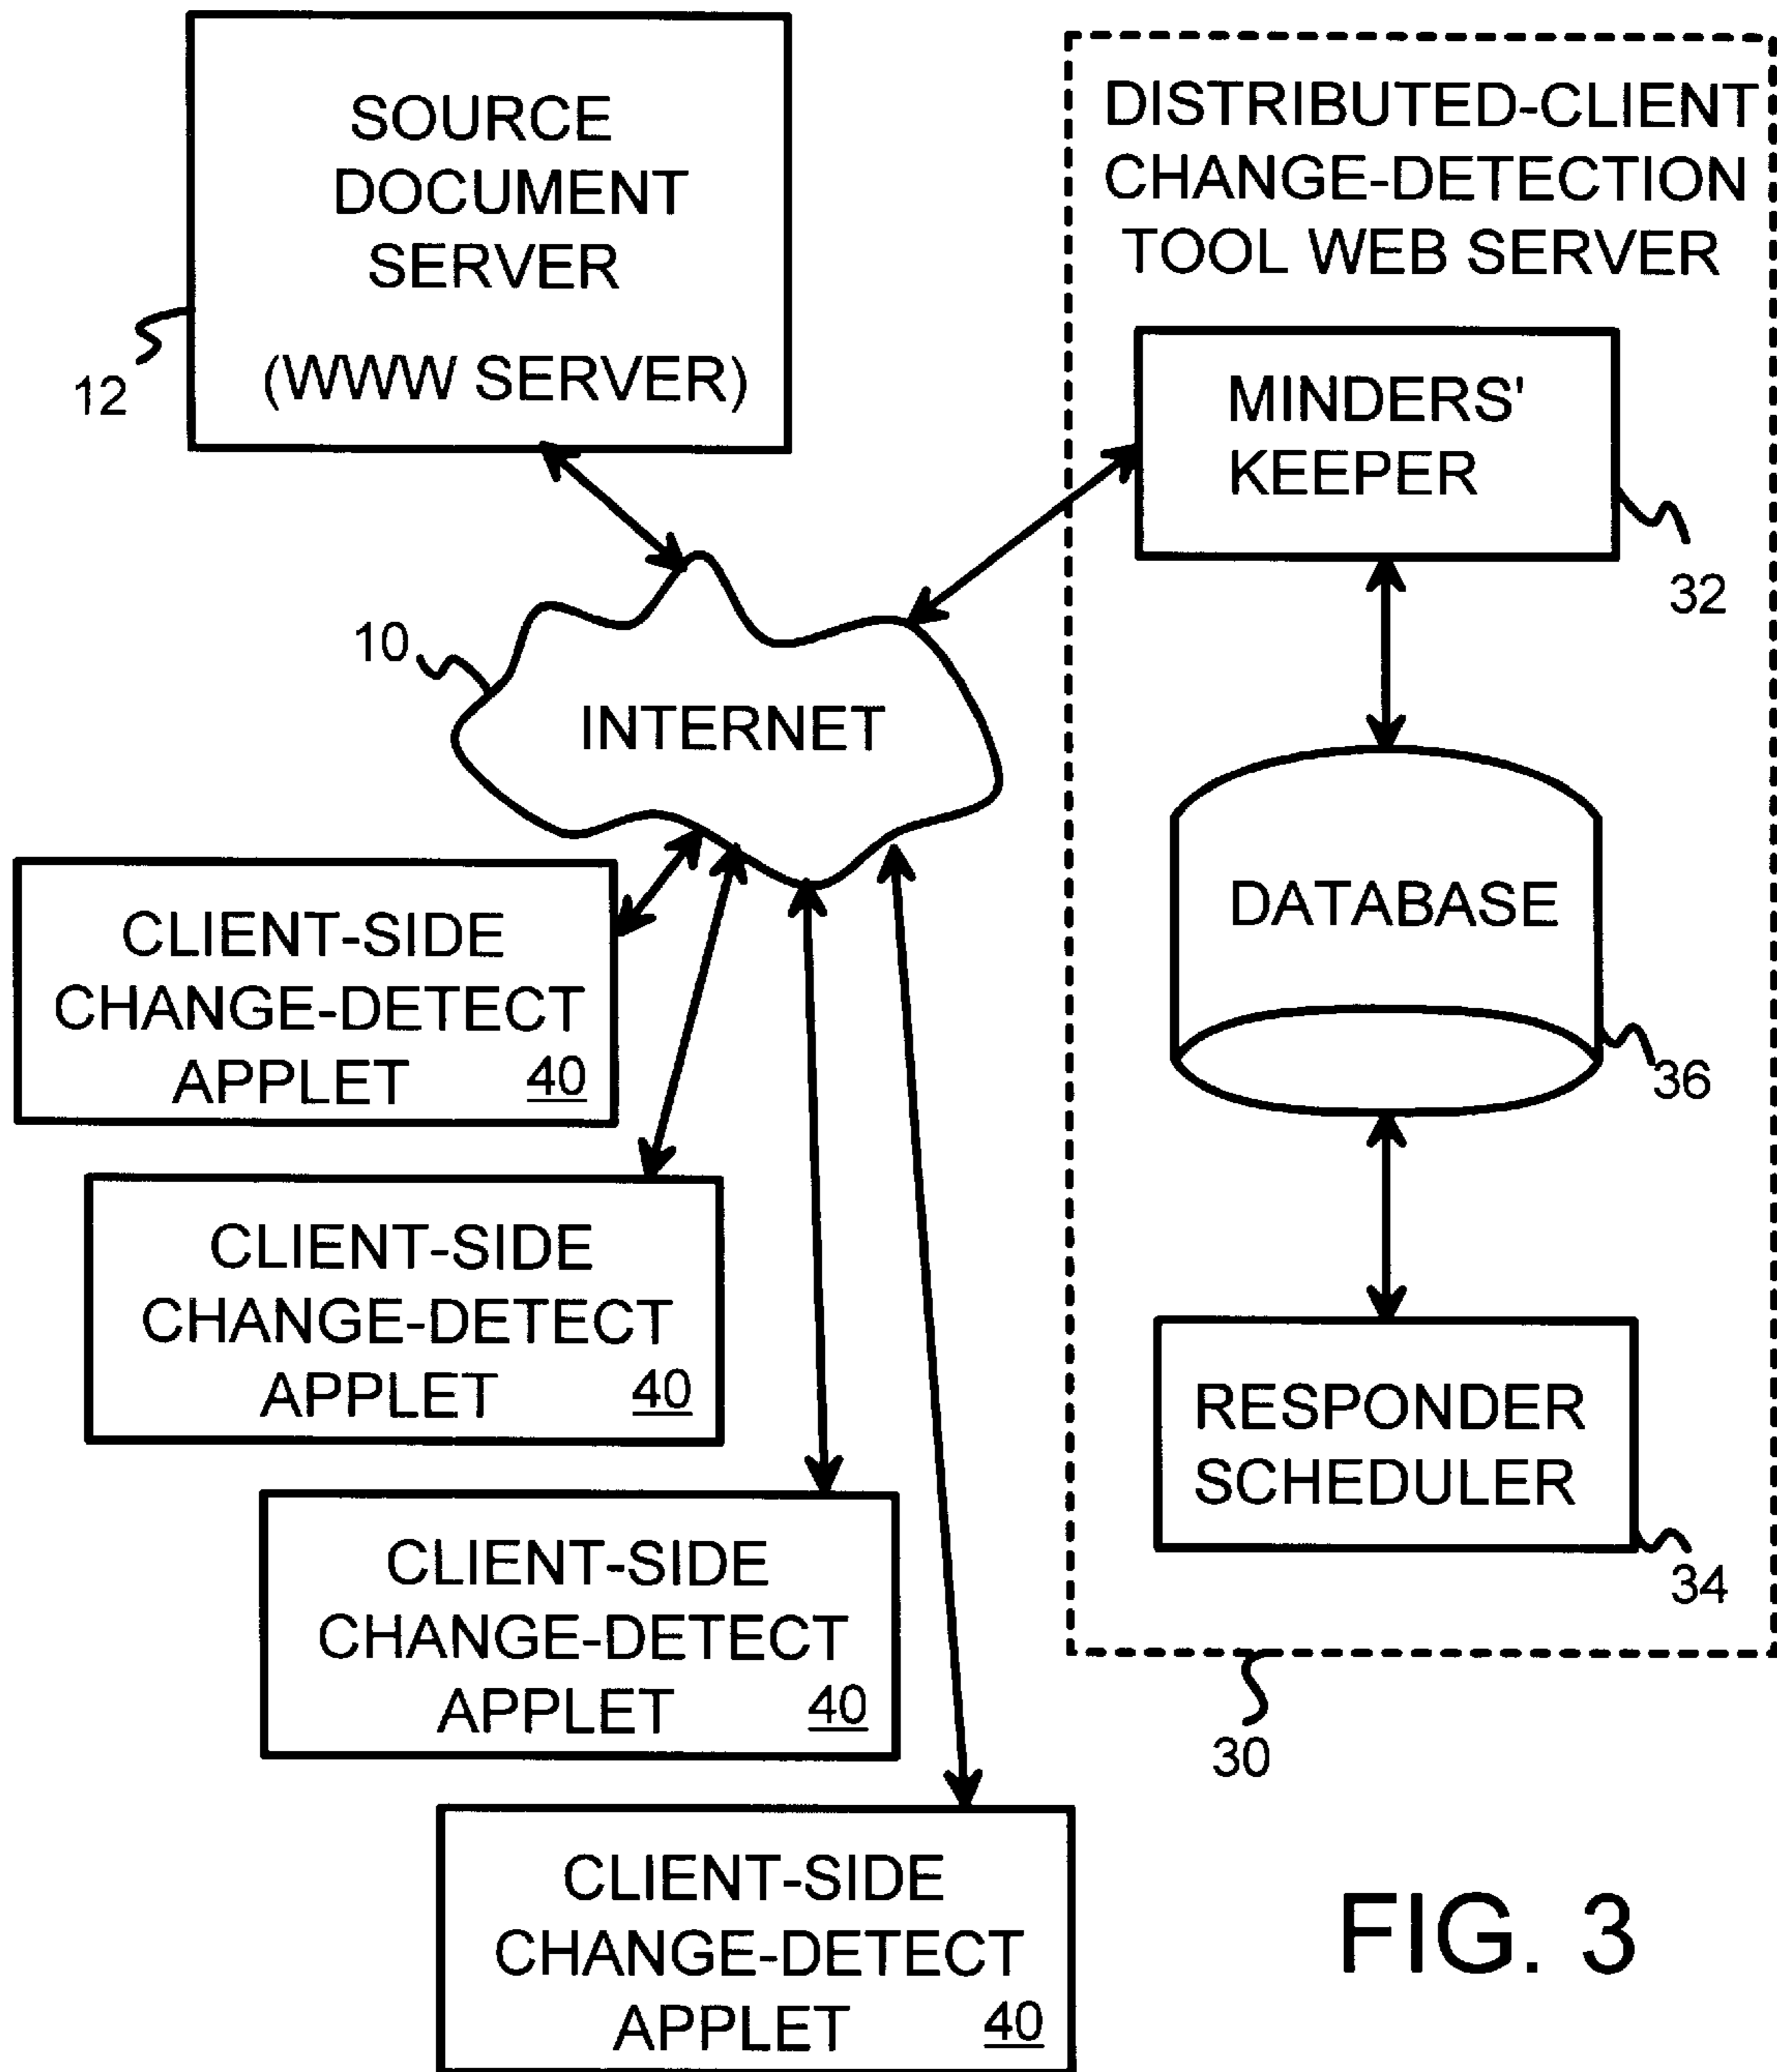 SOURCE
DOCUMENT
SERVER
(WWW SERVER)
12
DISTRIBUTED-CLIENT
CHANGE-DETECTION
TOOL WEB SERVER
MINDERS'
KEEPER
32
10
INTERNET
DATABASE
36
RESPONDER
SCHEDULER
34
30
CLIENT-SIDE
CHANGE-DETECT
APPLET 40
CLIENT-SIDE
CHANGE-DETECT
APPLET 40
CLIENT-SIDE
CHANGE-DETECT
APPLET 40
CLIENT-SIDE
CHANGE-DETECT
APPLET 40
FIG. 3